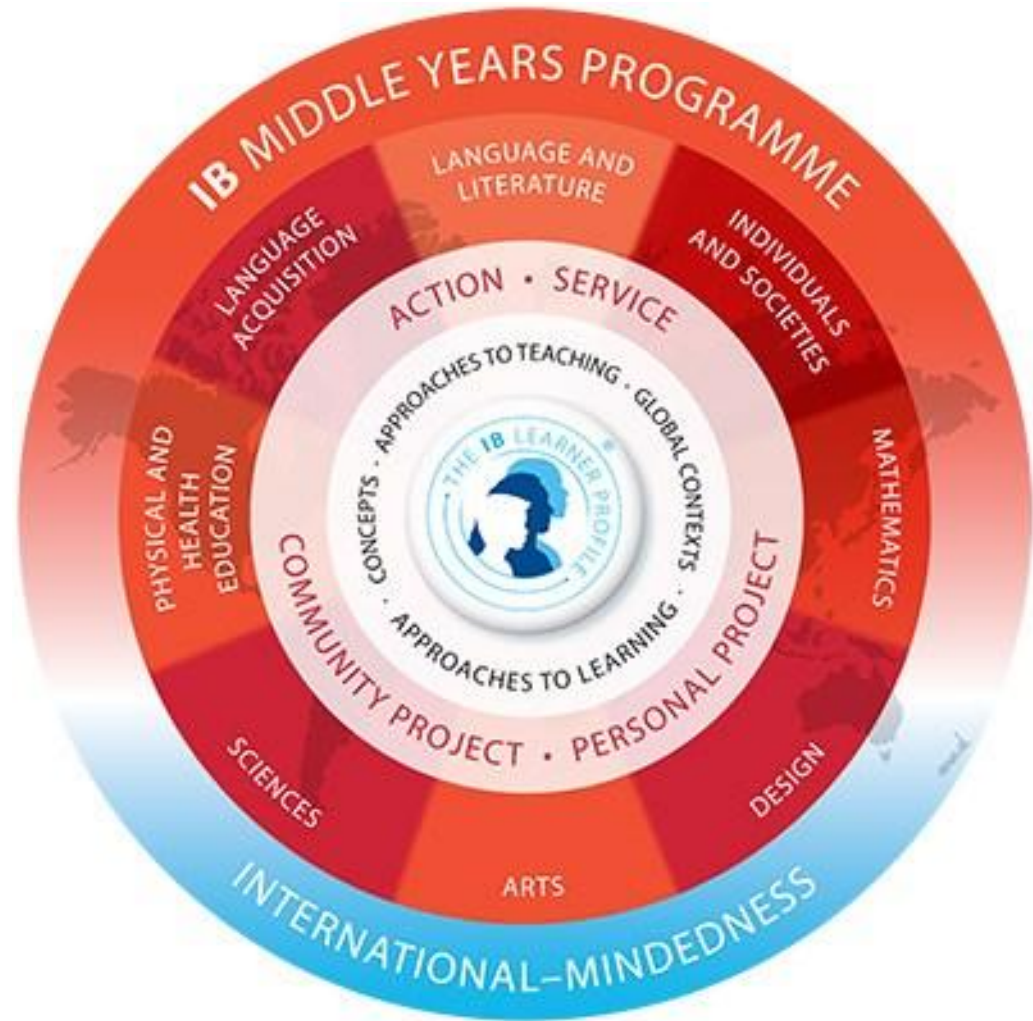 IB MIDDLE YEARS PROGRAMME
LANGUAGE AND
LITERATURE
INDIVIDUALS
AND SOCIETIES
MATHEMATICS
DESIGN
ARTS
SCIENCES
PHYSICAL AND
HEALTH
EDUCATION
LANGUAGE
ACQUISITION
ACTION • SERVICE
COMMUNITY PROJECT • PERSONAL PROJECT
APPROACHES TO TEACHING • GLOBAL CONTEXTS •
CONCEPTS • APPROACHES TO LEARNING •
• THE IB LEARNER PROFILE •
®
INTERNATIONAL–MINDEDNESS